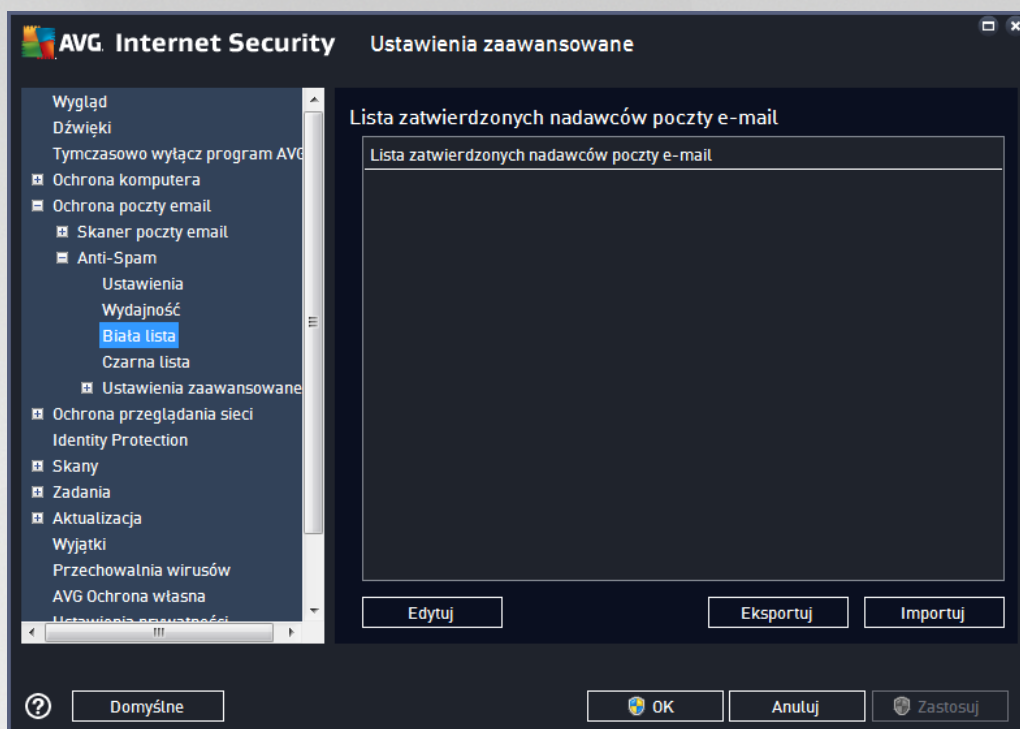 AVG. Internet Security Ustawienia zaawansowane
Wygląd
Dźwięki
Tymczasowo wyłącz program AVG
Ochrona komputera
Ochrona poczty email
Skaner poczty email
Anti-Spam
Ustawienia
Wydajność
Biała lista
Czarna lista
Ustawienia zaawansowane
Ochrona przeglądania sieci
Identity Protection
Skany
Zadania
Aktualizacja
Wyjątki
Przechowalnia wirusów
AVG Ochrona własna
Ustawienia prywatności
Lista zatwierdzonych nadawców poczty e-mail
Lista zatwierdzonych nadawców poczty e-mail
Edytuj Eksportuj Importuj
? Domyślne OK Anuluj Zastosuj